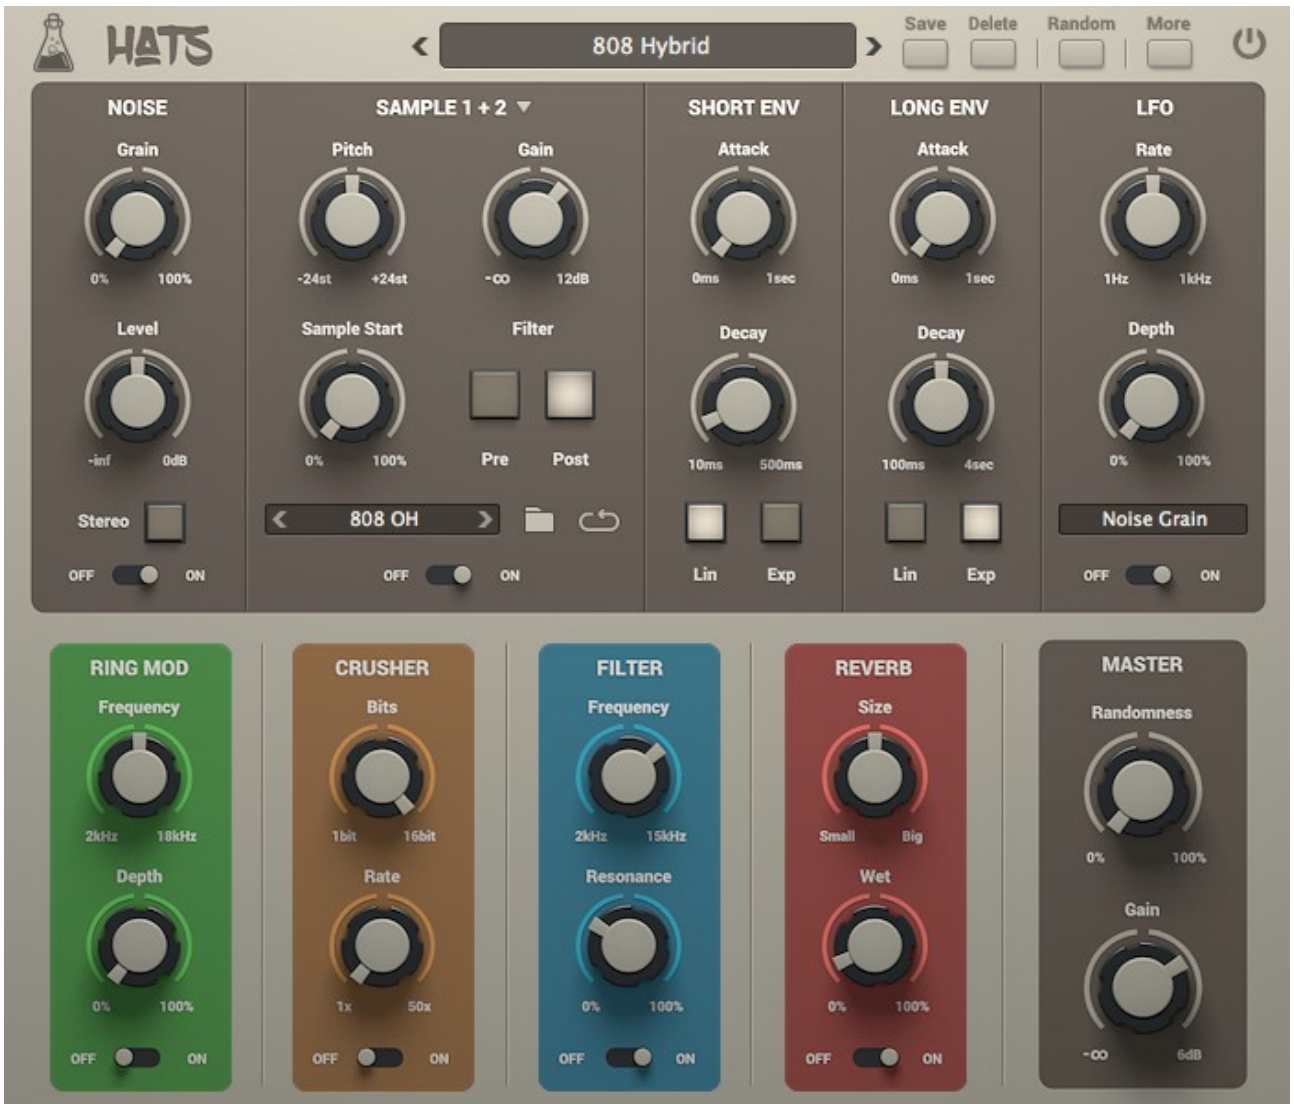 HATS
808 Hybrid
Save Delete Random More
NOISE SAMPLE 1 + 2 SHORT ENV LONG ENV LFO
Grain Pitch Gain Attack Attack Rate
0% 100% -24st +24st -∞ 12dB 0ms 1sec 0ms 1sec 1Hz 1kHz
Level Sample Start Filter Decay Decay Depth
-inf 0dB 0% 100% Pre Post 10ms 500ms 100ms 4sec 0% 100%
Stereo 808 OH Noise Grain
OFF ON OFF ON Lin Exp Lin Exp OFF ON
RING MOD CRUSHER FILTER REVERB MASTER
Frequency Bits Frequency Size Randomness
2kHz 18kHz 1bit 16bit 2kHz 15kHz Small Big 0% 100%
Depth Rate Resonance Wet Gain
0% 100% 1x 50x 0% 100% 0% 100%
OFF ON OFF ON OFF ON OFF ON -∞ 6dB